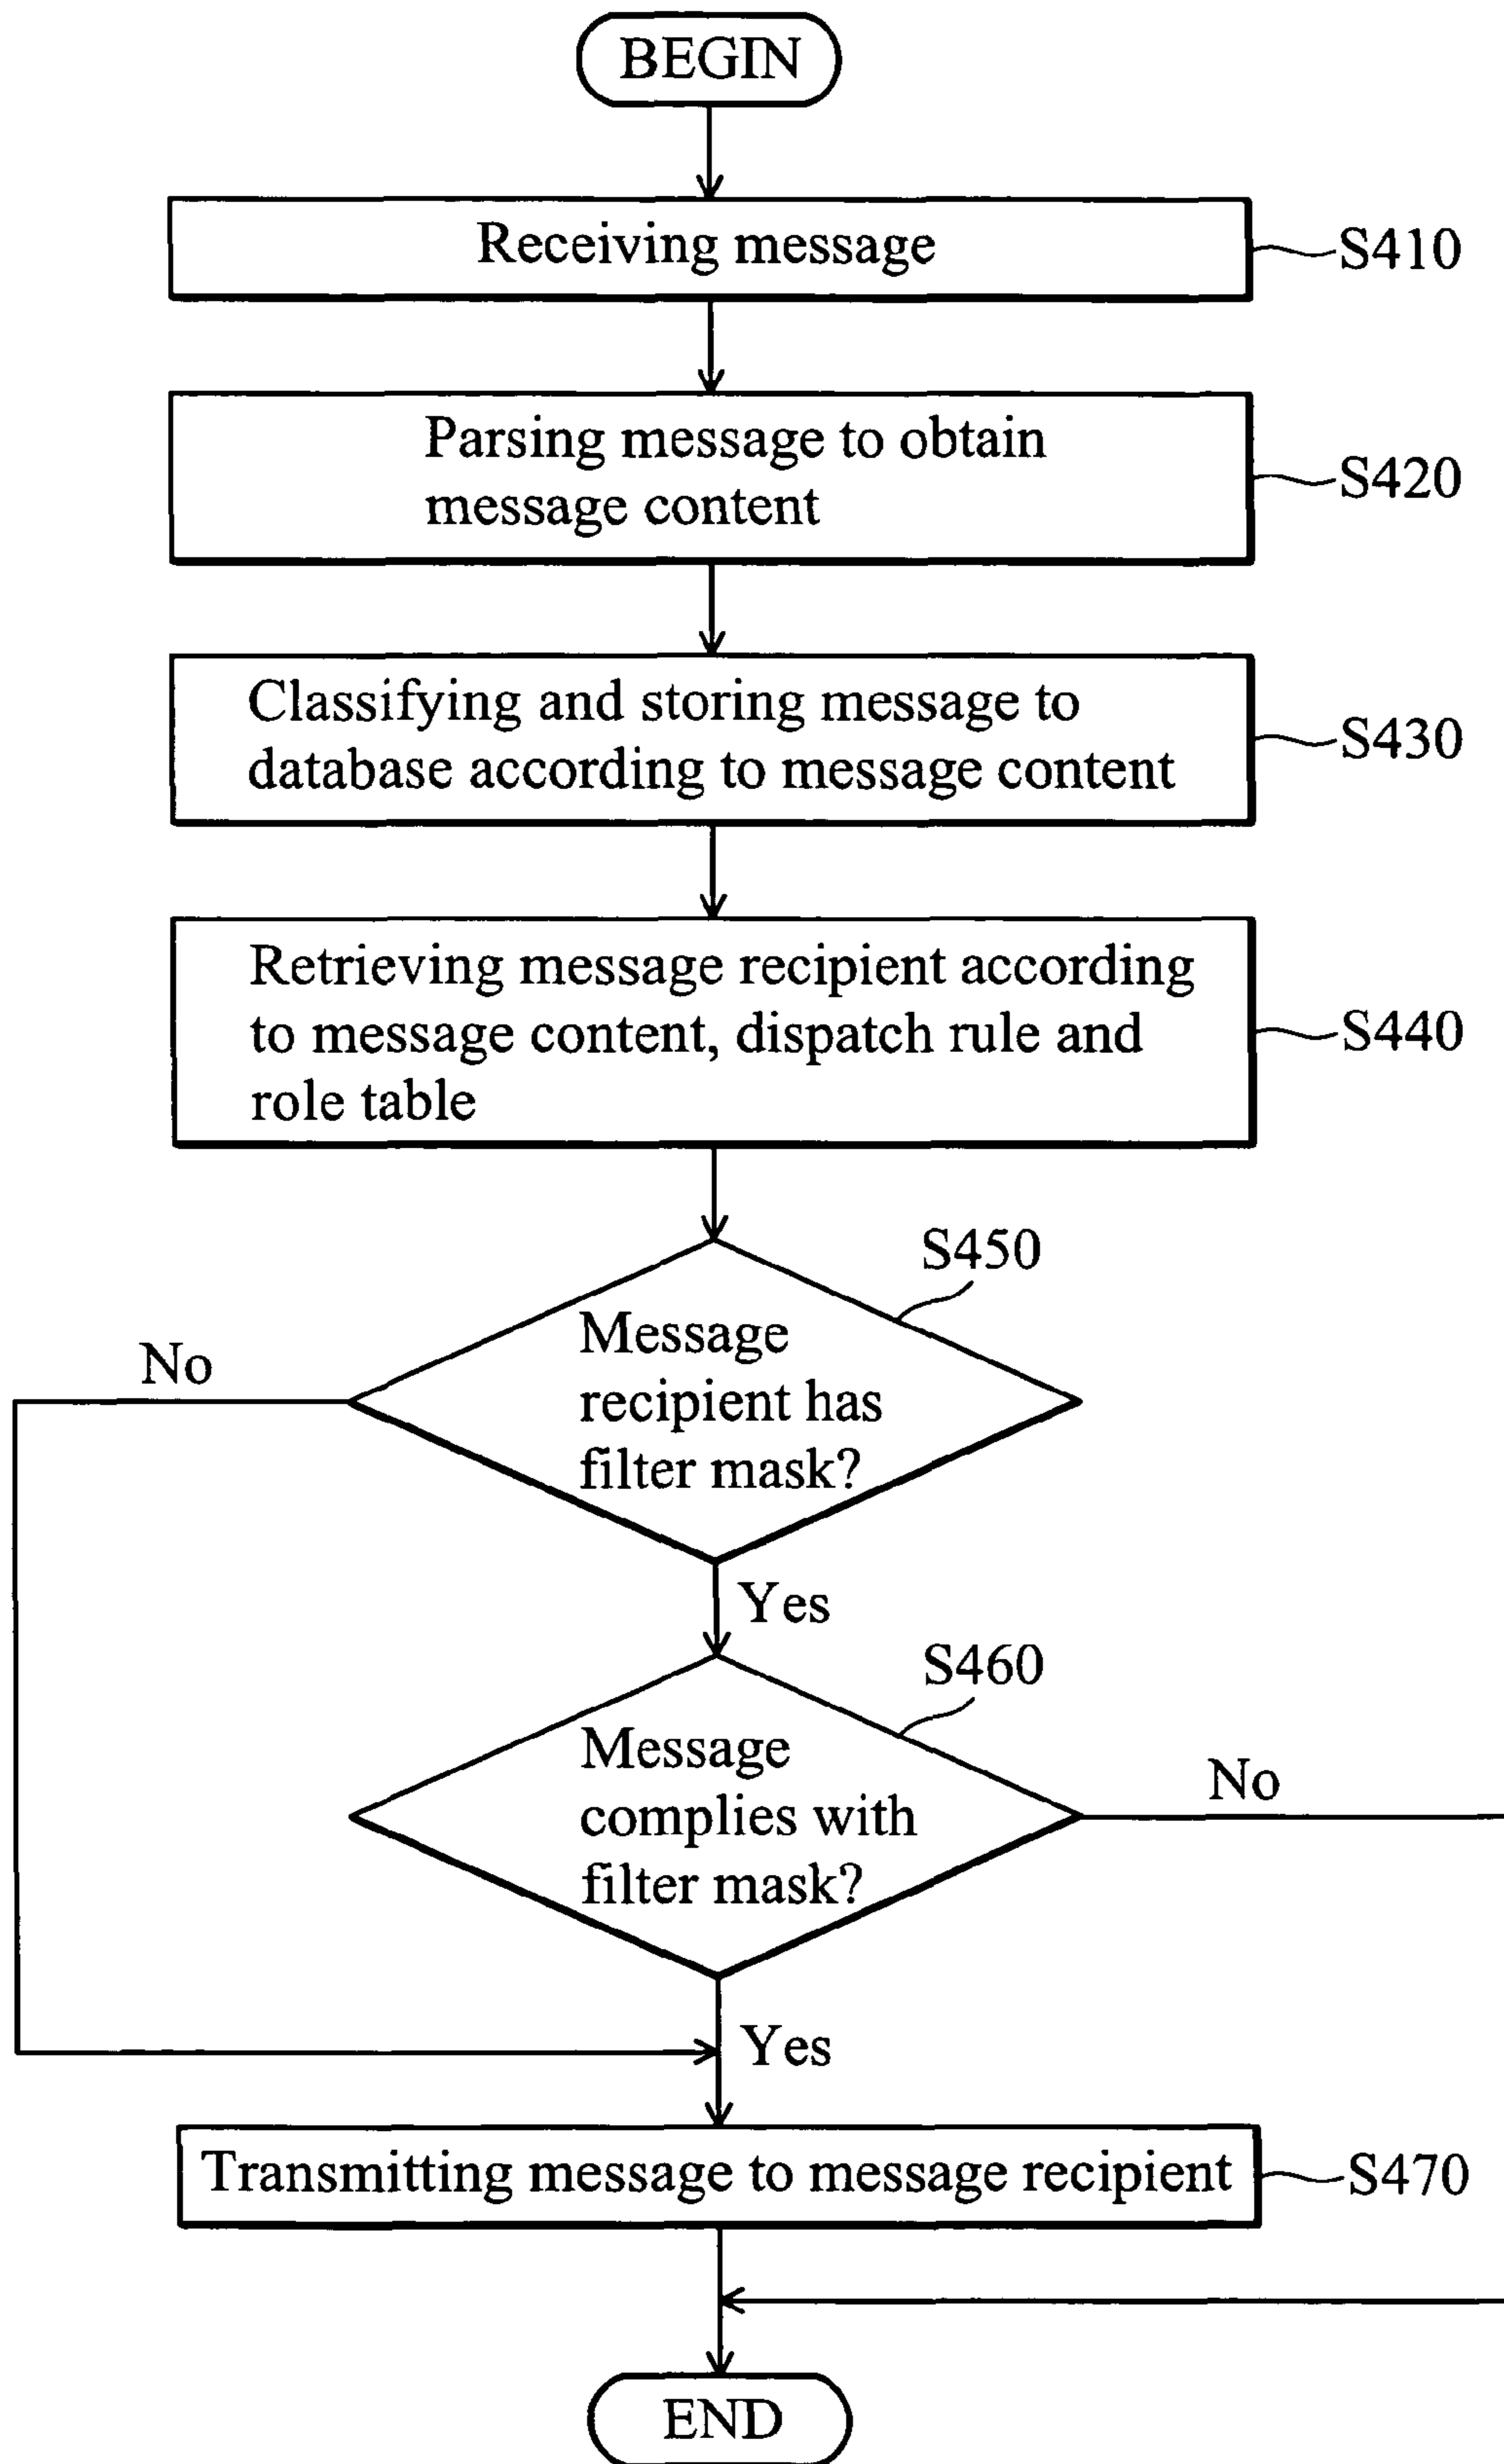 BEGIN
Receiving message
S410
Parsing message to obtain
message content
S420
Classifying and storing message to
database according to message content
S430
Retrieving message recipient according
to message content, dispatch rule and
role table
S440
S450
Message
recipient has
filter mask?
No
Yes
S460
Message
complies with
filter mask?
No
Yes
Transmitting message to message recipient
S470
END